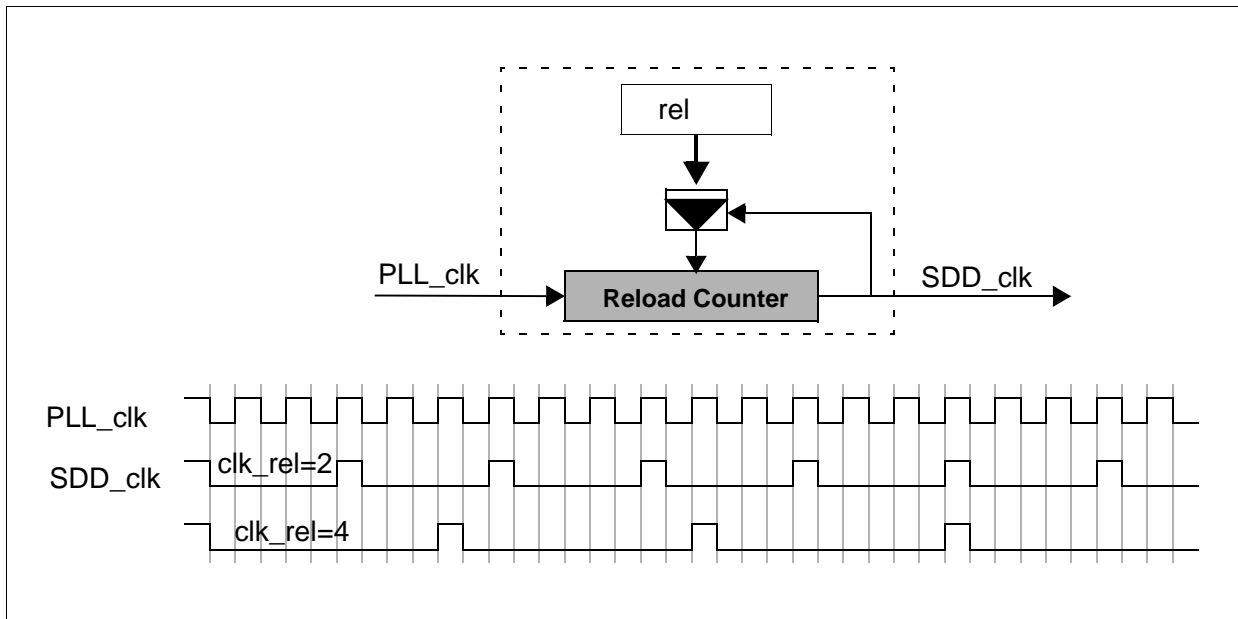 rel
PLL_clk
SDD_clk
Reload Counter
PLL_clk
clk_rel=2
SDD_clk
clk_rel=4